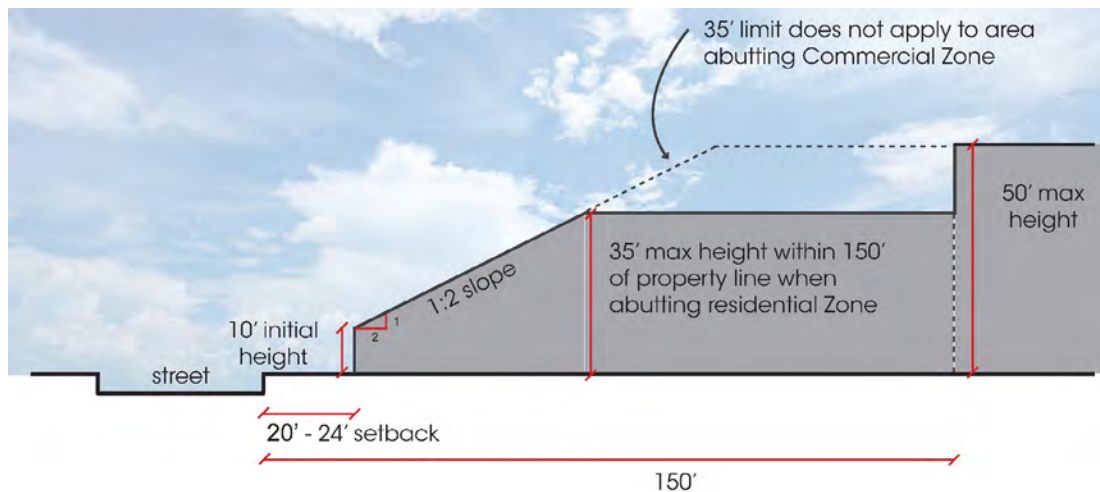 35' limit does not apply to area
abutting Commercial Zone
50' max
height
35' max height within 150'
of property line when
abutting residential Zone
1:2 slope
1
2
10' initial
height
street
20' - 24' setback
150'